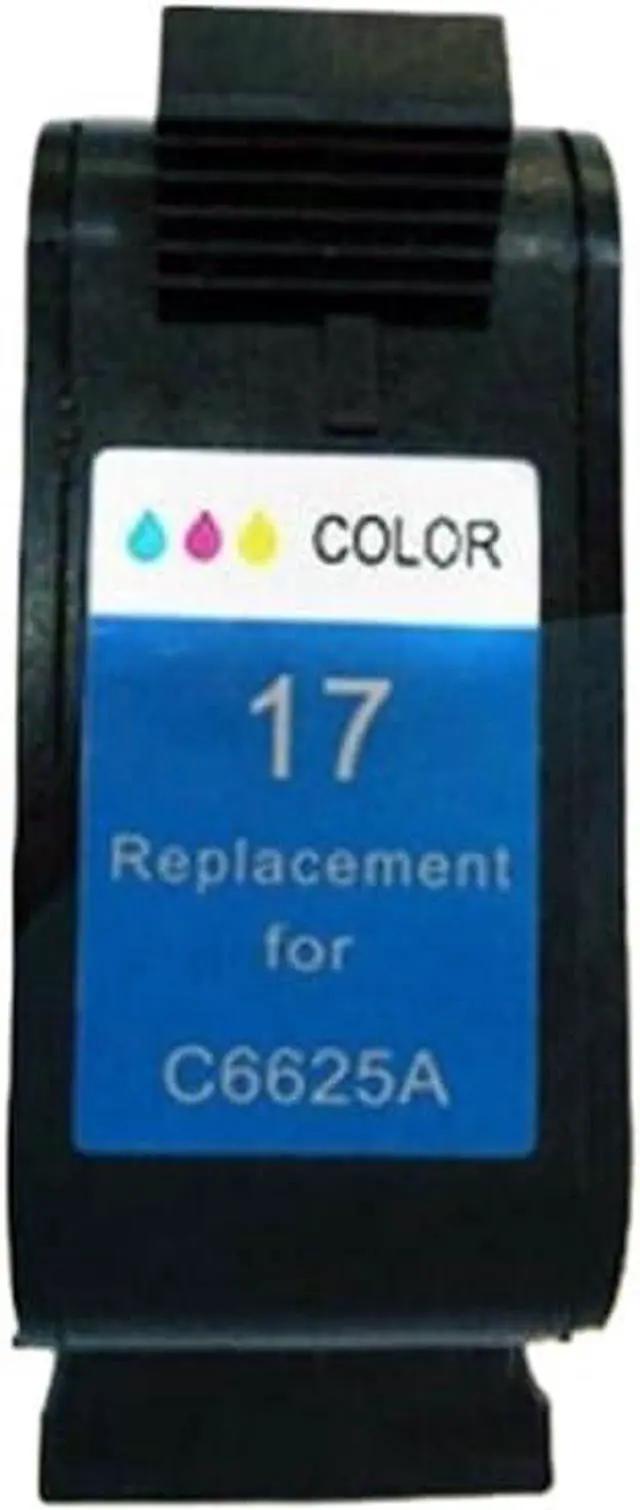 COLOR
17
Replacement
for
C6625A